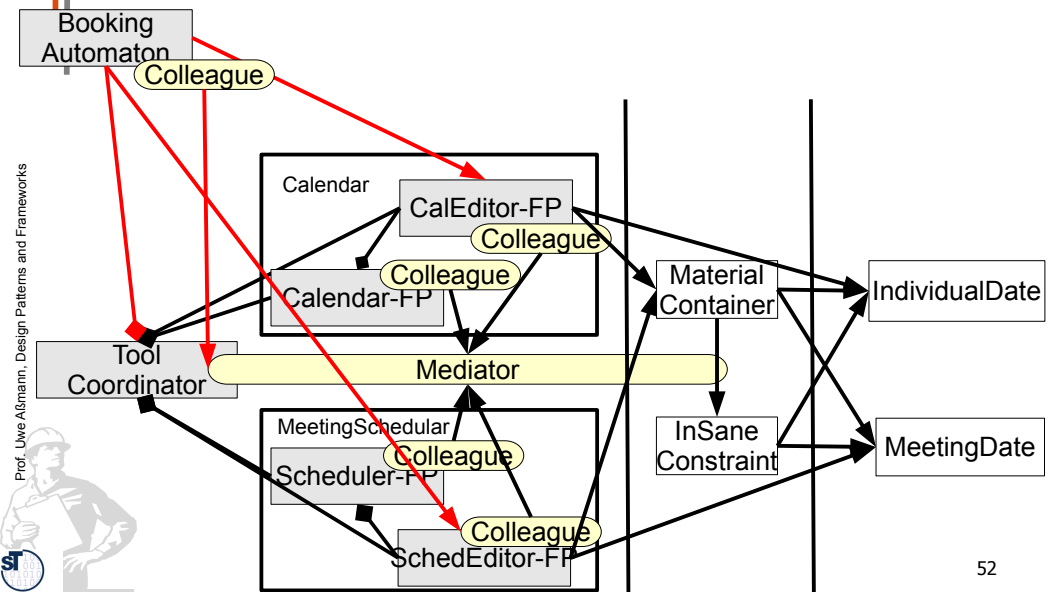 Booking
Automaton
Colleague
Calendar
CalEditor-FP
Colleague
Colleague
Calendar-FP
Material
Container
IndividualDate
Tool
Coordinator
Mediator
MeetingSchedular
Colleague
Scheduler-FP
InSane
Constraint
MeetingDate
Colleague
SchedEditor-FP
Prof. Uwe Aßmann, Design Patterns and Frameworks
ST
52